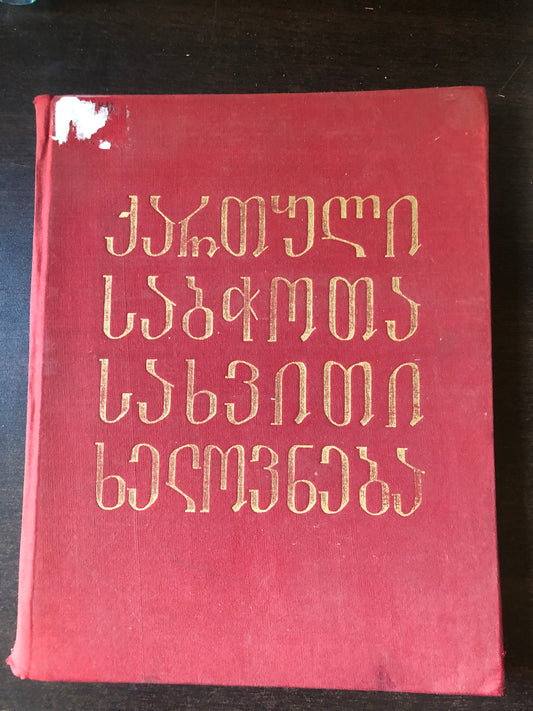 ქართული
საბჭოთა
სახვითი
ხელოვნება